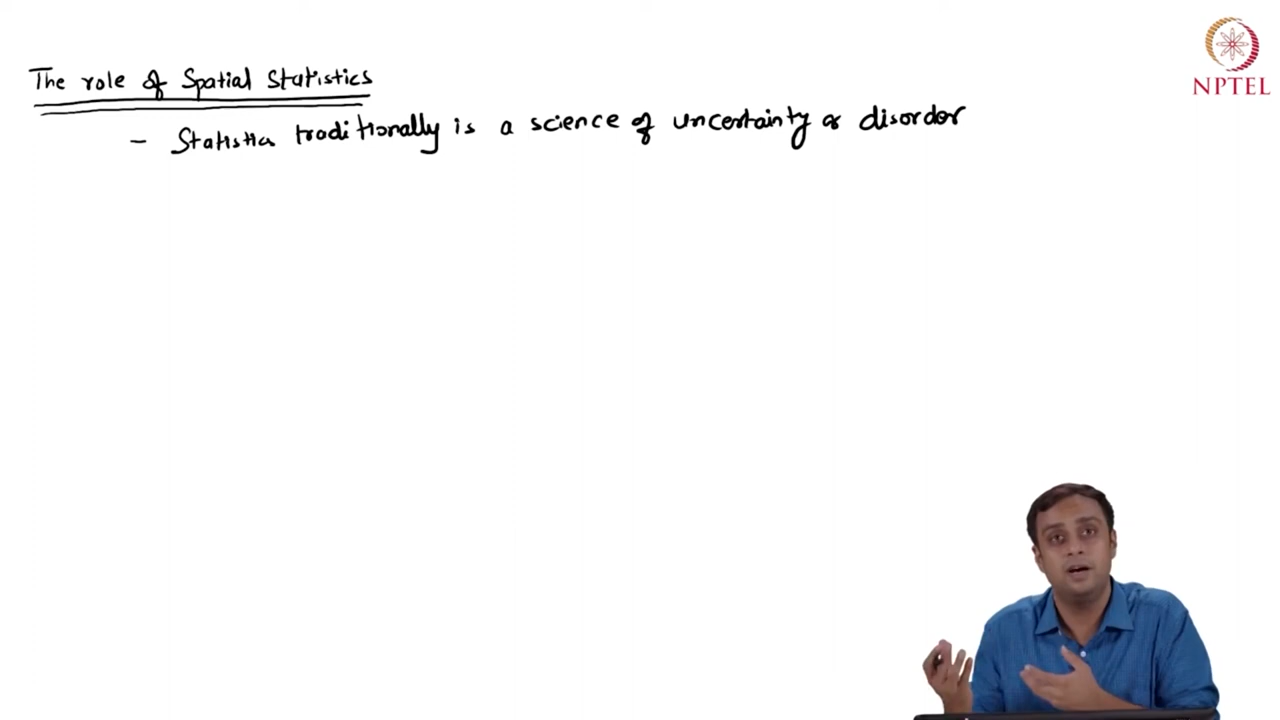 The role of Spatial Statistics
- Statistics traditionally is a science of uncertainty or disorder
NPTEL